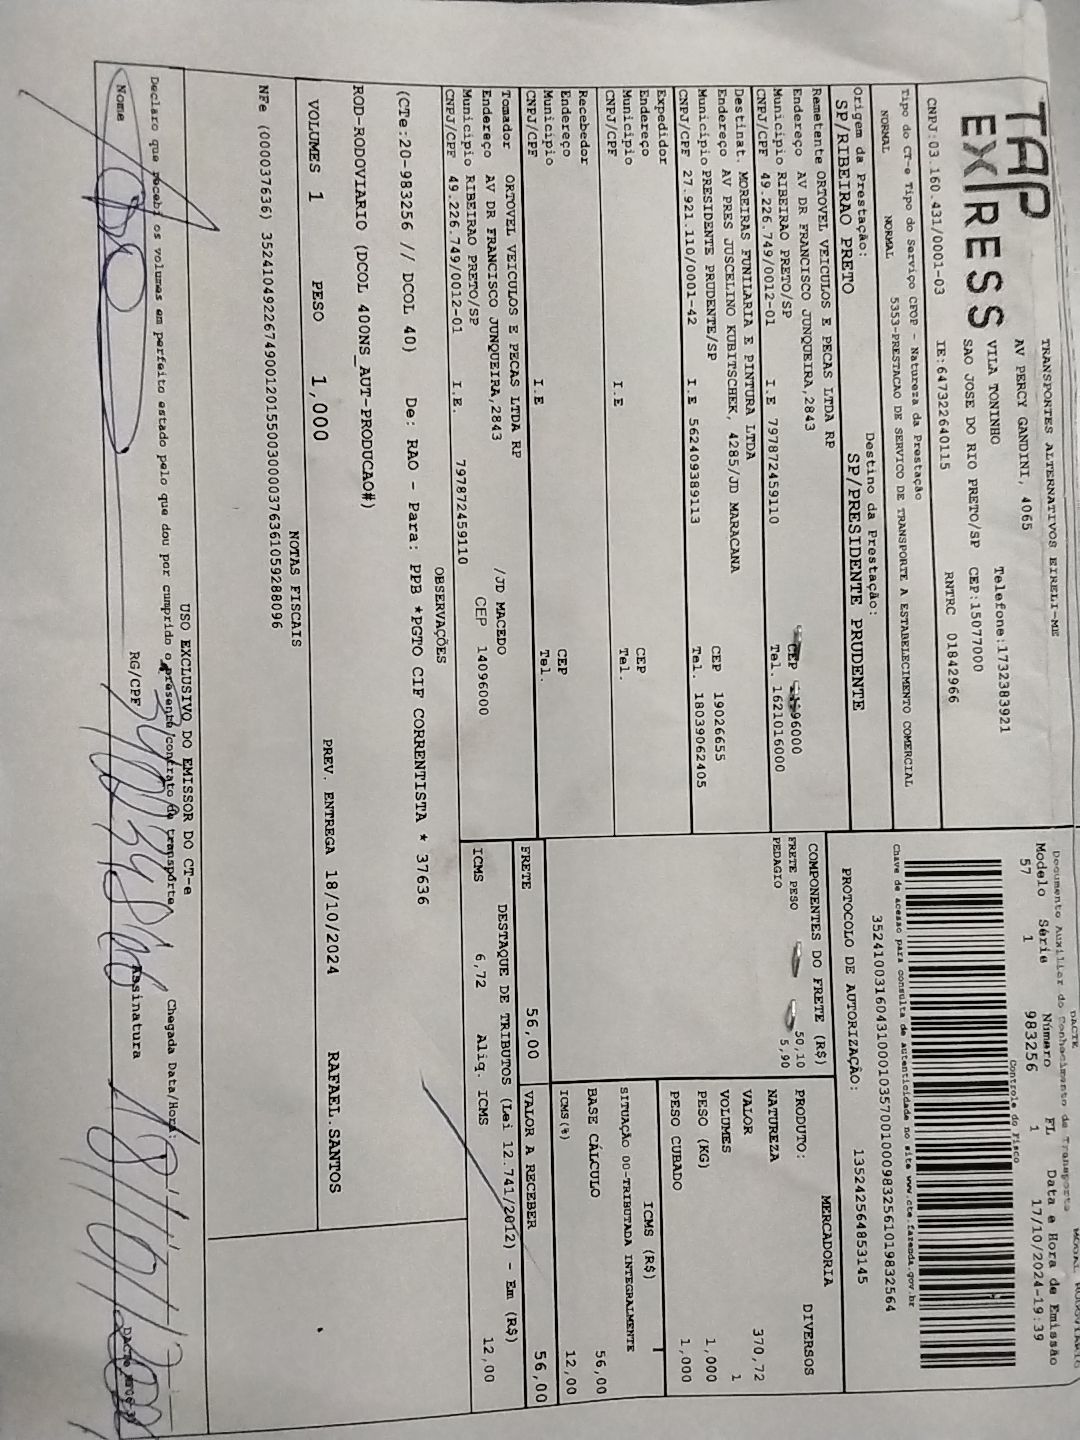 TAP
EXPRESS
TRANSPORTES ALTERNATIVOS EIRELI-ME
AV PERCY GANDINI, 4065
VILA TONINHO Telefone:1732383921
SAO JOSE DO RIO PRETO/SP CEP:15077000
CNPJ:03.160.431/0001-03 IE:647322640115 RNTRC 01842966
DACTE MODAL RODOVIARIO
Documento Auxiliar do Conhecimento de Transporte
Modelo Série Número FL Data e Hora de Emissão
57 1 983256 1 17/10/2024-19:39
Controle do Fisco
Chave de acesso para consulta de autenticidade no site www.cte.fazenda.gov.br
35241003160431000103570010009832561019832564
PROTOCOLO DE AUTORIZAÇÃO: 135242564853145
Tipo do CT-e Tipo do Serviço CFOP - Natureza da Prestação
NORMAL NORMAL 5353-PRESTACAO DE SERVICO DE TRANSPORTE A ESTABELECIMENTO COMERCIAL
Origem da Prestação: Destino da Prestação:
SP/RIBEIRAO PRETO SP/PRESIDENTE PRUDENTE
Remetente ORTOVEL VEICULOS E PECAS LTDA RP
Endereço AV DR FRANCISCO JUNQUEIRA,2843 CEP 96000
Município RIBEIRAO PRETO/SP Tel. 1621016000
CNPJ/CPF 49.226.749/0012-01 I.E 797872459110
Destinat. MOREIRAS FUNILARIA E PINTURA LTDA
Endereço AV PRES JUSCELINO KUBITSCHEK, 4285/JD MARACANA
Município PRESIDENTE PRUDENTE/SP CEP 19026655
CNPJ/CPF 27.921.110/0001-42 I.E 562409389113 Tel. 18039062405
Expedidor
Endereço CEP
Município Tel.
CNPJ/CPF I.E
Recebedor
Endereço CEP
Município Tel.
CNPJ/CPF I.E
Tomador ORTOVEL VEICULOS E PECAS LTDA RP
Endereço AV DR FRANCISCO JUNQUEIRA,2843 /JD MACEDO
Município RIBEIRAO PRETO/SP CEP 14096000
CNPJ/CPF 49.226.749/0012-01 I.E. 797872459110
COMPONENTES DO FRETE (R$)
FRETE PESO 50,10
PEDAGIO 5,90
FRETE 56,00
MERCADORIA
PRODUTO: DIVERSOS
NATUREZA
VALOR 370,72
VOLUMES 1
PESO (KG) 1,000
PESO CUBADO 1,000
ICMS (R$)
SITUAÇÃO 00-TRIBUTADA INTEGRALMENTE
BASE CÁLCULO 56,00
ICMS(%) 12,00
VALOR A RECEBER 56,00
DESTAQUE DE TRIBUTOS (Lei 12.741/2012) - Em (R$)
ICMS 6,72 Aliq. ICMS 12,00
OBSERVAÇÕES
(CTe:20-983256 // DCOL 40) De: RAO - Para: PPB *PGTO CIF CORRENTISTA * 37636
ROD-RODOVIARIO (DCOL 400NS_AUT-PRODUCAO#)
VOLUMES 1 PESO 1,000 PREV. ENTREGA 18/10/2024 RAFAEL.SANTOS
NOTAS FISCAIS
NFe (000037636) 35241049226749001201550030000376361059288096
USO EXCLUSIVO DO EMISSOR DO CT-e
Declaro que recebi os volumes em perfeito estado pelo que dou por cumprido o presente contrato de transporte Chegada Data/Hora:
Nome RG/CPF Assinatura